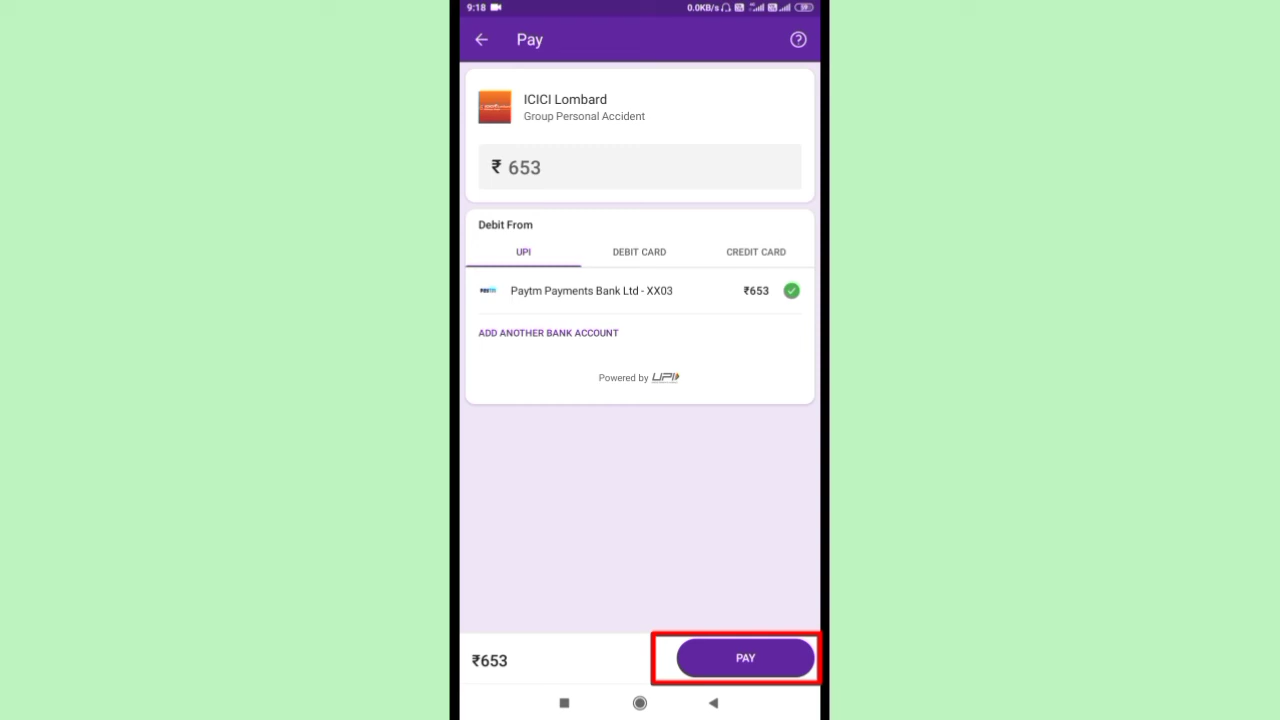 9:18 0.0KB/s
Pay
ICICI Lombard
Group Personal Accident
₹ 653
Debit From
UPI DEBIT CARD CREDIT CARD
Paytm Payments Bank Ltd - XX03 ₹653
ADD ANOTHER BANK ACCOUNT
Powered by UPI
₹653 PAY